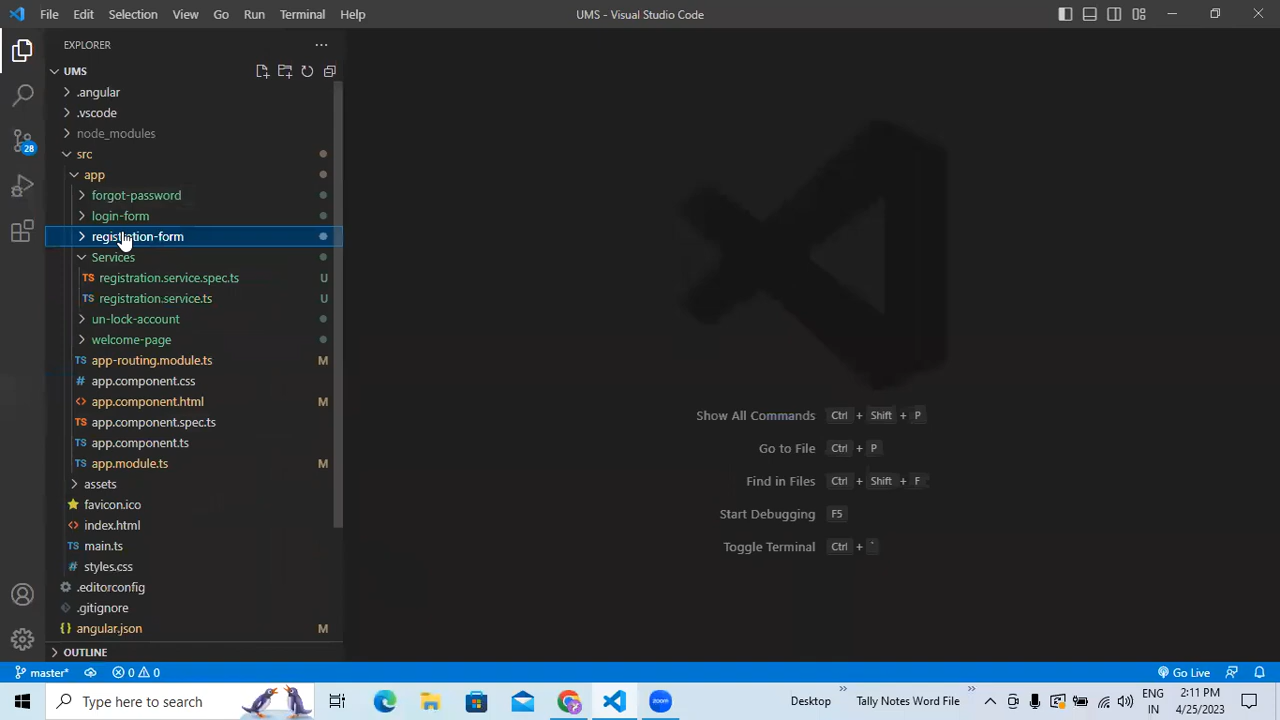 File Edit Selection View Go Run Terminal Help UMS - Visual Studio Code
EXPLORER
UMS
.angular
.vscode
node_modules
src
app
forgot-password
login-form
registration-form
Services
TS registration.service.spec.ts U
TS registration.service.ts U
un-lock-account
welcome-page
TS app-routing.module.ts M
# app.component.css
<> app.component.html M
TS app.component.spec.ts
TS app.component.ts
TS app.module.ts M
assets
favicon.ico
<> index.html
TS main.ts
# styles.css
.editorconfig
.gitignore
{} angular.json M
OUTLINE
28
Show All Commands Ctrl + Shift + P
Go to File Ctrl + P
Find in Files Ctrl + Shift + F
Start Debugging F5
Toggle Terminal Ctrl + `
master* 0 0 Go Live
Type here to search zoom Desktop » Tally Notes Word File » ENG 2:11 PM
IN 4/25/2023